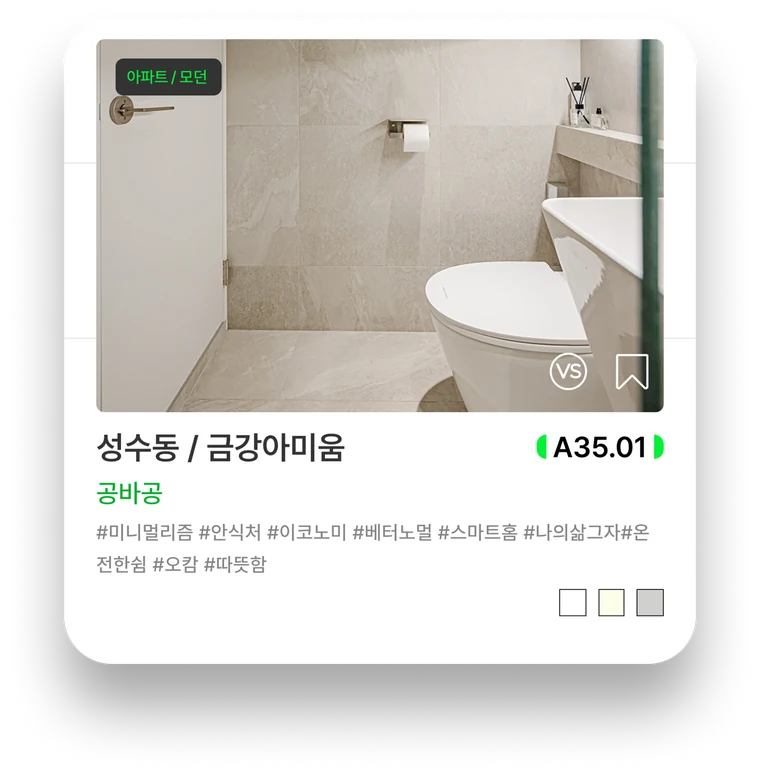 아파트 / 모던
VS
성수동 / 금강아미움
A35.01
공바공
#미니멀리즘 #안식처 #이코노미 #베터노멀 #스마트홈 #나의삶그자#온
전한쉼 #오캄 #따뜻함